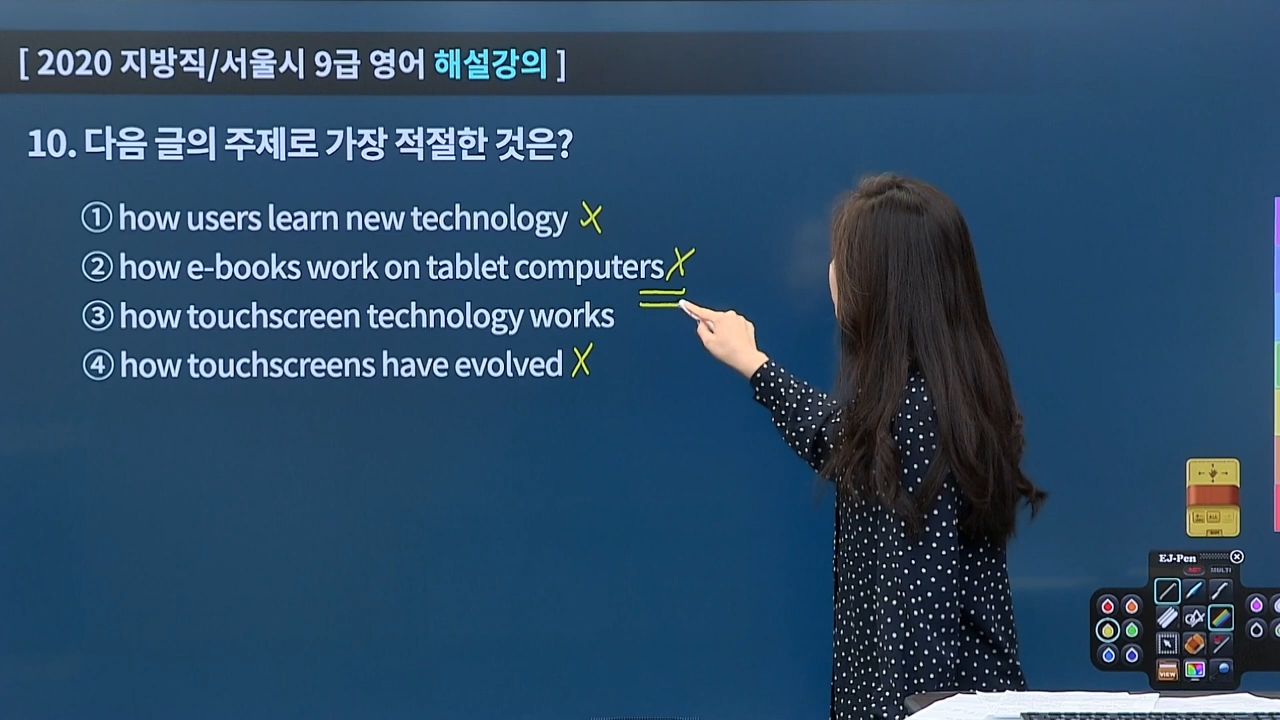 [ 2020 지방직/서울시 9급 영어 해설강의 ]
10. 다음 글의 주제로 가장 적절한 것은?
① how users learn new technology X
② how e-books work on tablet computers X
③ how touchscreen technology works
④ how touchscreens have evolved X
EJ-Pen
MULTI
VIEW